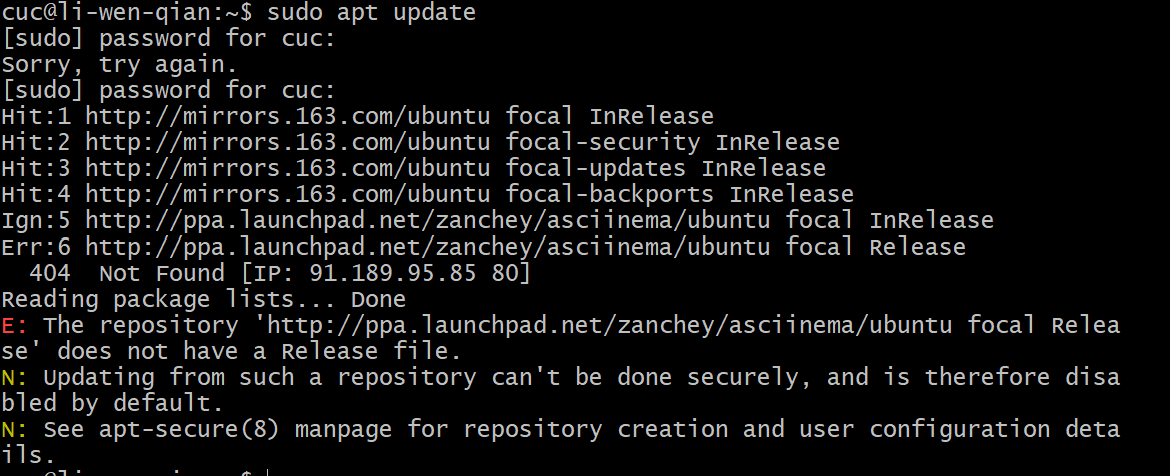 cuc@li-wen-qian:~$ sudo apt update
[sudo] password for cuc:
Sorry, try again.
[sudo] password for cuc:
Hit:1 http://mirrors.163.com/ubuntu focal InRelease
Hit:2 http://mirrors.163.com/ubuntu focal-security InRelease
Hit:3 http://mirrors.163.com/ubuntu focal-updates InRelease
Hit:4 http://mirrors.163.com/ubuntu focal-backports InRelease
Ign:5 http://ppa.launchpad.net/zanchey/asciinema/ubuntu focal InRelease
Err:6 http://ppa.launchpad.net/zanchey/asciinema/ubuntu focal Release
  404  Not Found [IP: 91.189.95.85 80]
Reading package lists... Done
E: The repository 'http://ppa.launchpad.net/zanchey/asciinema/ubuntu focal Relea
se' does not have a Release file.
N: Updating from such a repository can't be done securely, and is therefore disa
bled by default.
N: See apt-secure(8) manpage for repository creation and user configuration deta
ils.